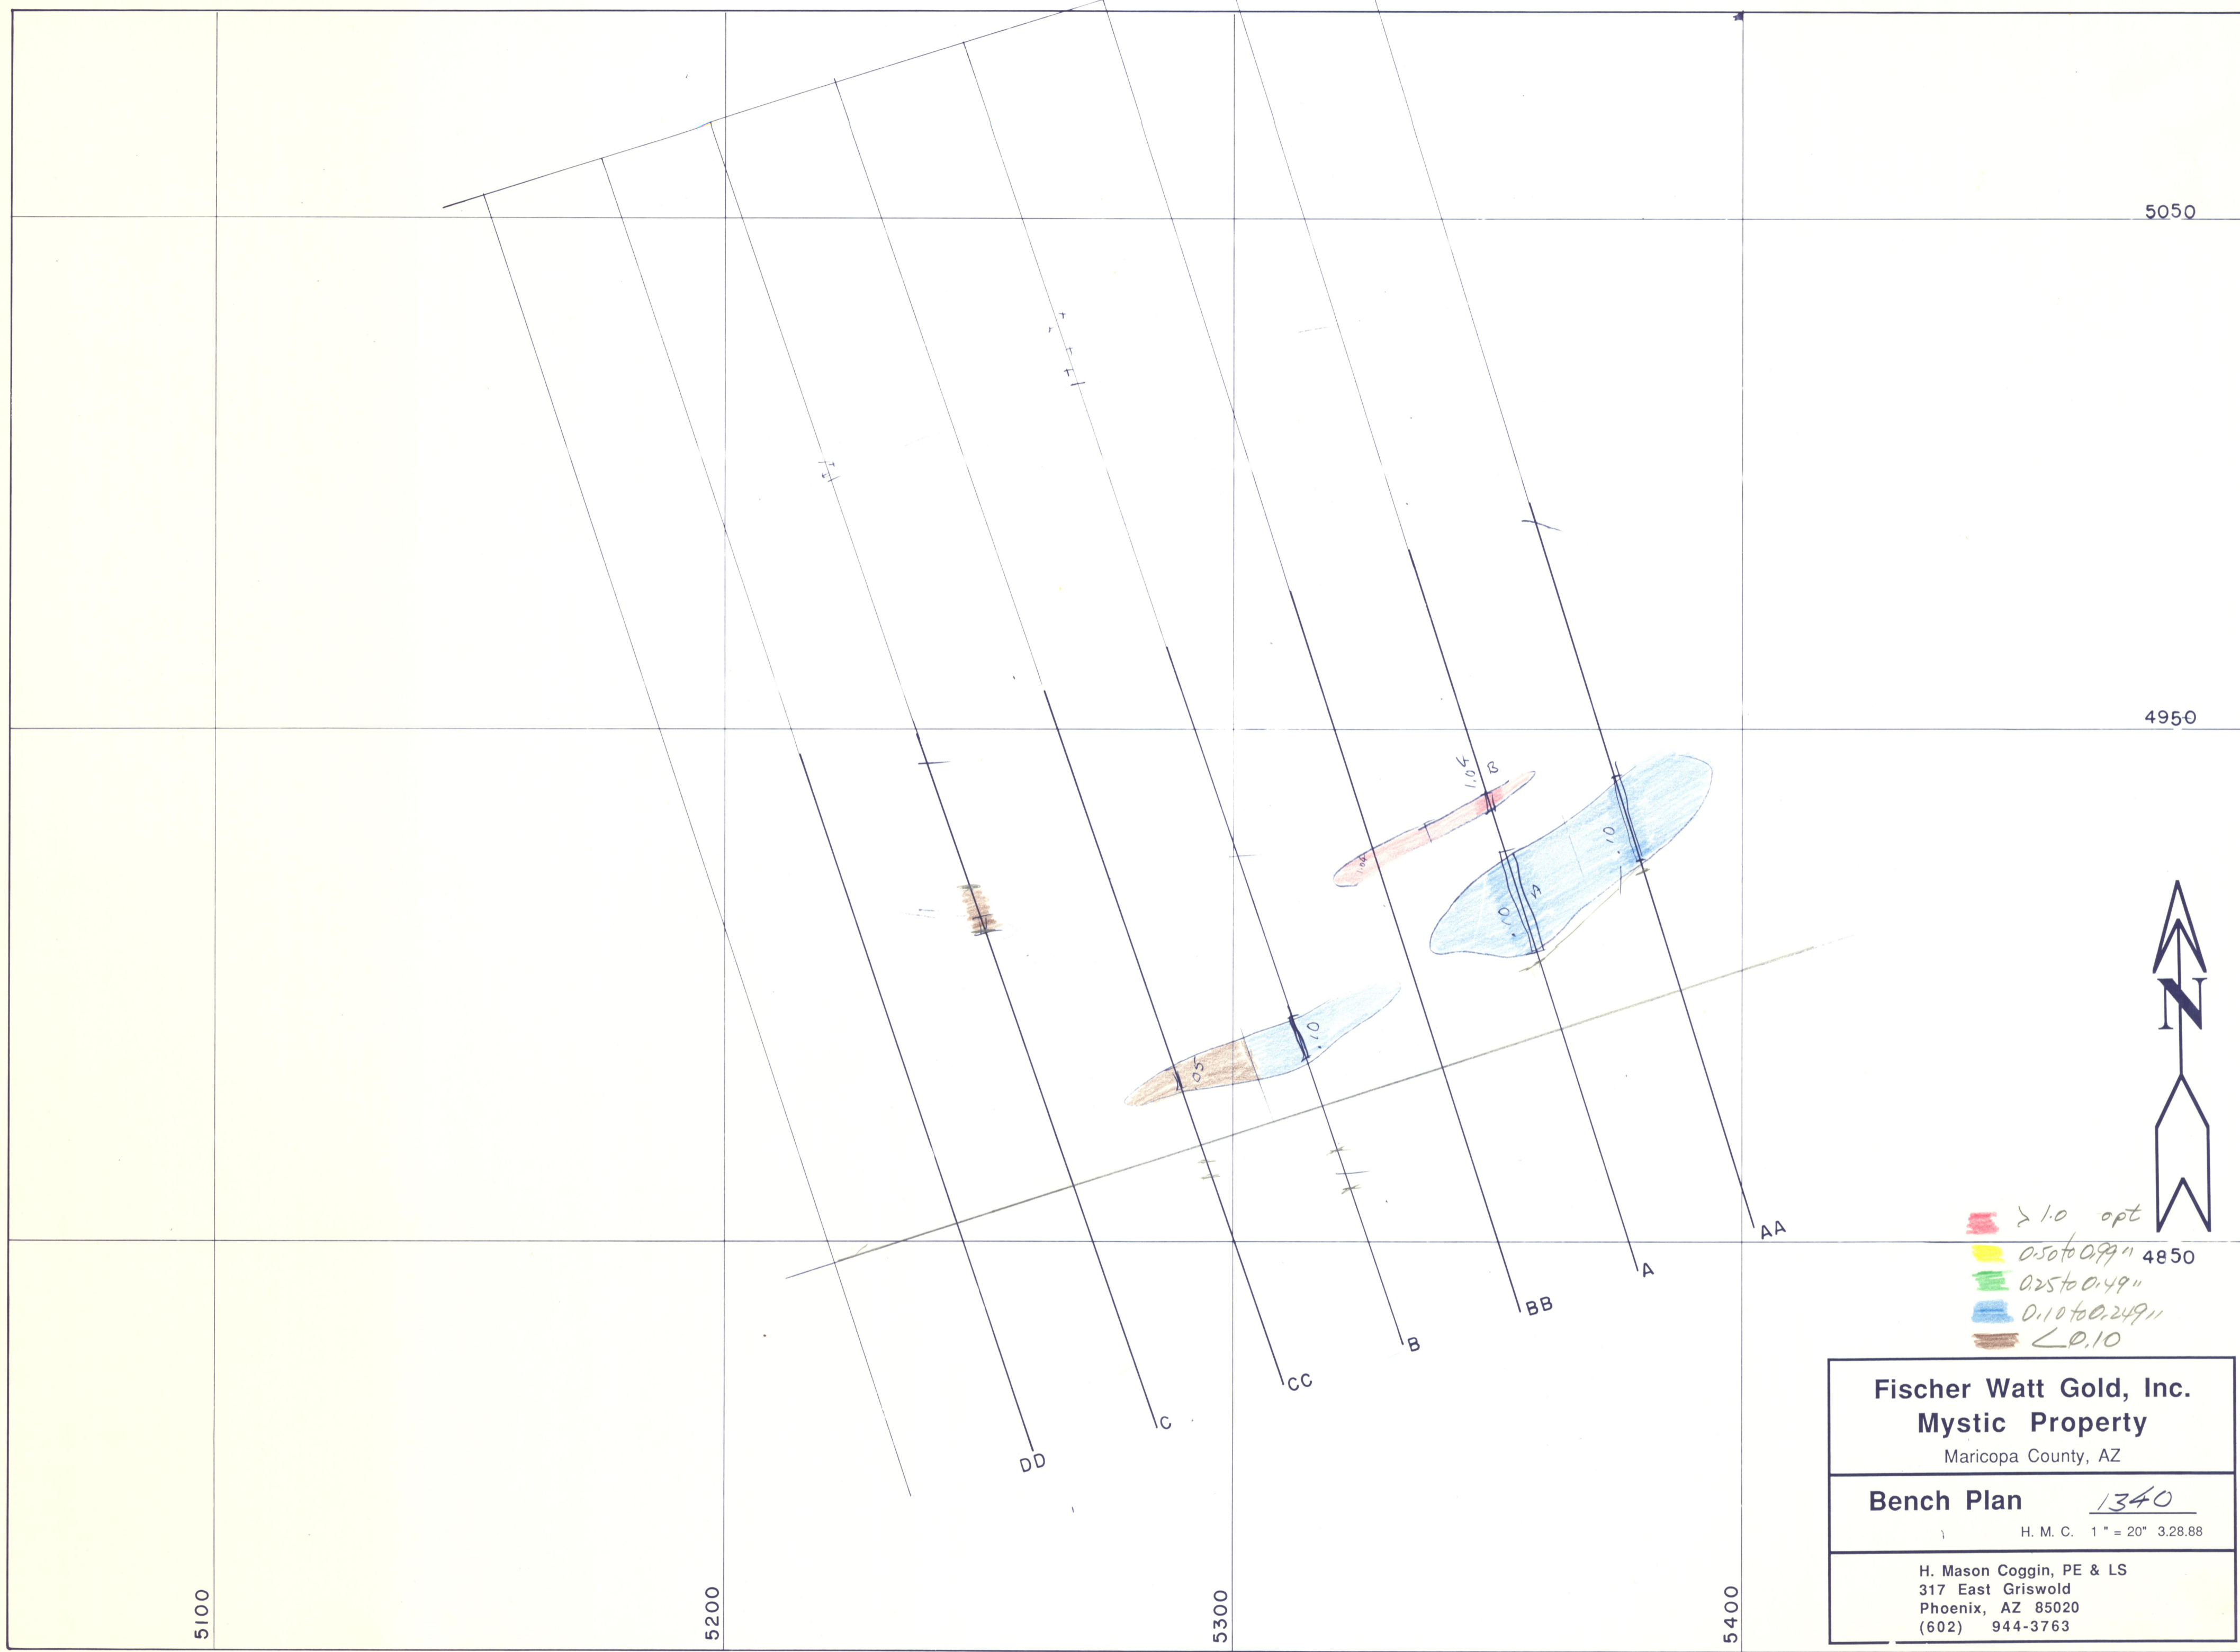 5050
4950
1.04
B
.10
1.04
A
.10
.10
.05
AA
> 1.0 opt
0.50 to 0.99 "
4850
0.25 to 0.49 "
A
0.10 to 0.249 "
BB
< 0.10
B
CC
C
DD
Fischer Watt Gold, Inc.
Mystic Property
Maricopa County, AZ
Bench Plan 1340
H. M. C. 1 " = 20" 3.28.88
H. Mason Coggin, PE & LS
317 East Griswold
Phoenix, AZ 85020
(602) 944-3763
5100
5200
5300
5400
N